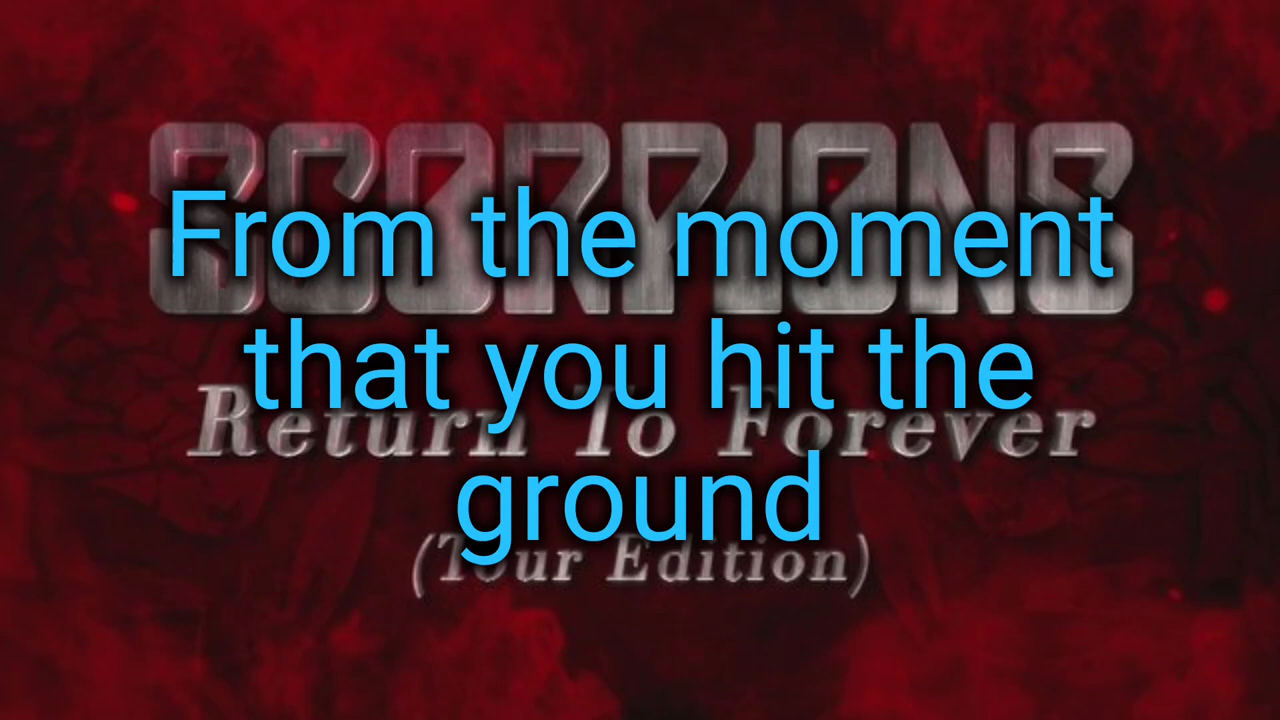 SCORPIONS
From the moment
that you hit the
Return To Forever
ground
(Tour Edition)